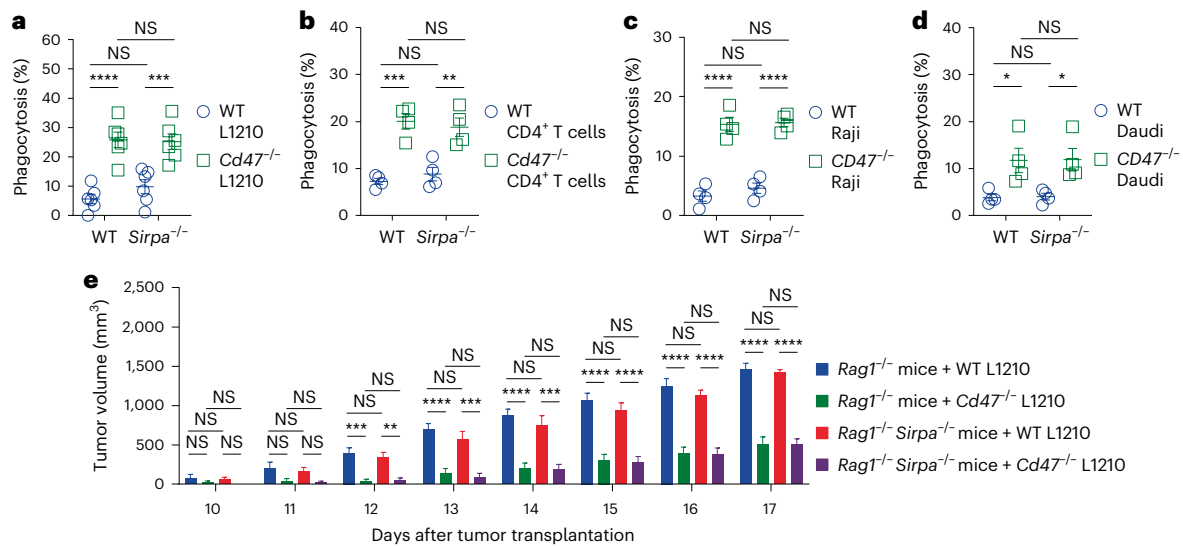 a
NS
NS
****
***
Phagocytosis (%)
60
50
40
30
20
10
0
WT
Sirpa−/−
WT
L1210
Cd47−/−
L1210
b
NS
NS
***
**
Phagocytosis (%)
40
30
20
10
0
WT
Sirpa−/−
WT
CD4+ T cells
Cd47−/−
CD4+ T cells
c
NS
NS
****
****
Phagocytosis (%)
30
20
10
0
WT
Sirpa−/−
WT
Raji
CD47−/−
Raji
d
NS
NS
*
*
Phagocytosis (%)
40
30
20
10
0
WT
Sirpa−/−
WT
Daudi
CD47−/−
Daudi
e
Tumor volume (mm³)
2,500
2,000
1,500
1,000
500
0
NS
NS
NS NS
NS
NS
NS NS
NS
NS
*** **
NS
NS
**** ***
NS
NS
**** ***
NS
NS
**** ****
NS
NS
**** ****
NS
NS
**** ****
10 11 12 13 14 15 16 17
Days after tumor transplantation
Rag1−/− mice + WT L1210
Rag1−/− mice + Cd47−/− L1210
Rag1−/−Sirpa−/− mice + WT L1210
Rag1−/−Sirpa−/− mice + Cd47−/− L1210